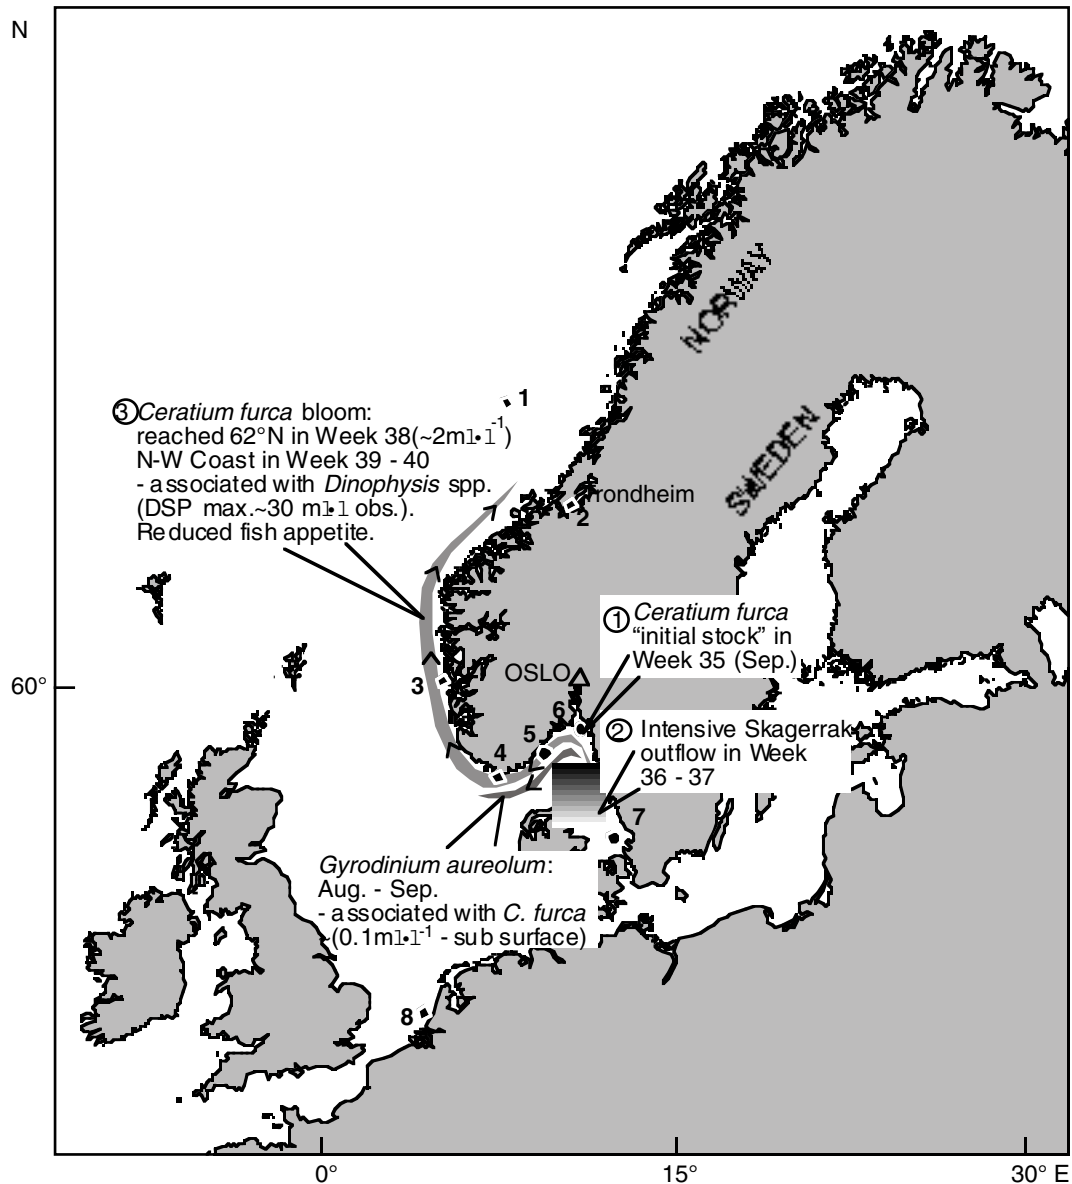 N
NORWAY
1
③Ceratium furca bloom:
reached 62°N in Week 38(~2ml•l⁻¹)
N-W Coast in Week 39 - 40
- associated with Dinophysis spp.
(DSP max.~30 ml•l obs.).
Reduced fish appetite.
SWEDEN
Trondheim
2
① Ceratium furca
“initial stock” in
Week 35 (Sep.)
OSLO
60°
3
6
5
4
② Intensive Skagerrak
outflow in Week
36 - 37
7
Gyrodinium aureolum:
Aug. - Sep.
- associated with C. furca
(0.1ml•l⁻¹ - sub surface)
8
0°
15°
30° E